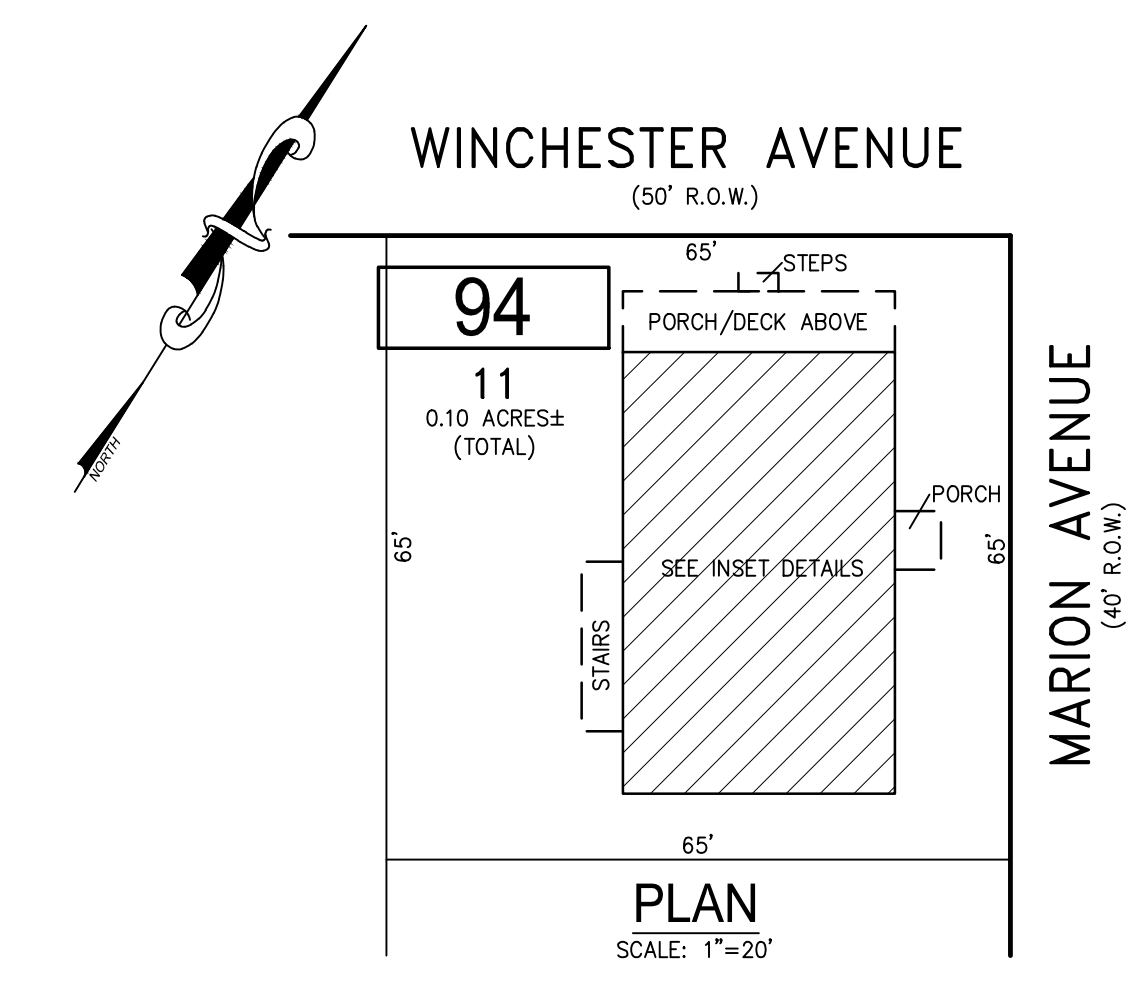 WINCHESTER AVENUE
(50' R.O.W.)
65'
STEPS
94
PORCH/DECK ABOVE
11
0.10 ACRES±
(TOTAL)
NORTH
PORCH
65'
65'
SEE INSET DETAILS
STAIRS
MARION AVENUE
(40' R.O.W.)
65'
PLAN
SCALE: 1"=20'